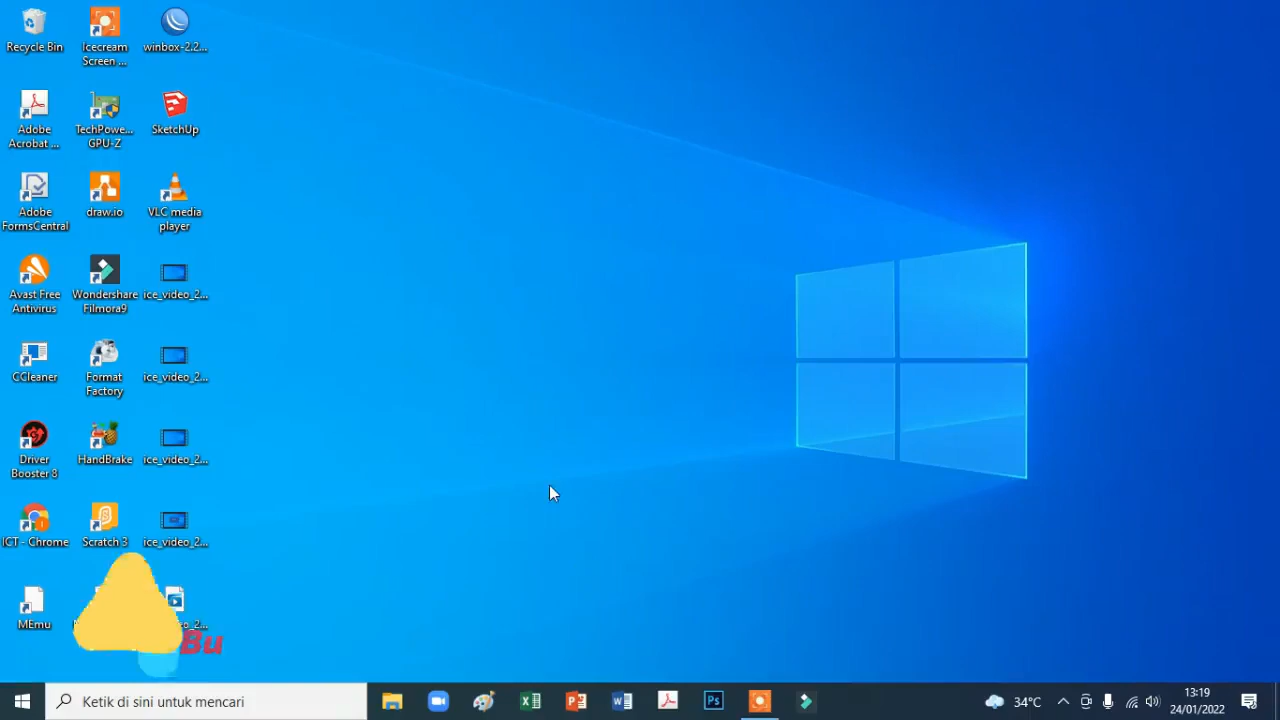 Recycle Bin
Icecream
Screen ...
winbox-2.2...
Adobe
Acrobat ...
TechPowe...
GPU-Z
SketchUp
Adobe
FormsCentral
draw.io
VLC media
player
Avast Free
Antivirus
Wondershare
Filmora9
ice_video_2...
CCleaner
Format
Factory
ice_video_2...
Driver
Booster 8
HandBrake
ice_video_2...
ICT - Chrome
Scratch 3
ice_video_2...
MEmu
Bu
Ketik di sini untuk mencari
Ps
34°C
13:19
24/01/2022